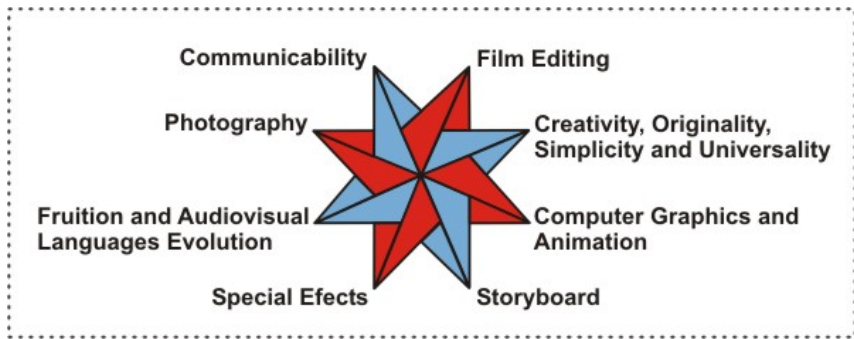 Communicability
Film Editing
Photography
Creativity, Originality,
Simplicity and Universality
Fruition and Audiovisual
Languages Evolution
Computer Graphics and
Animation
Special Efects
Storyboard